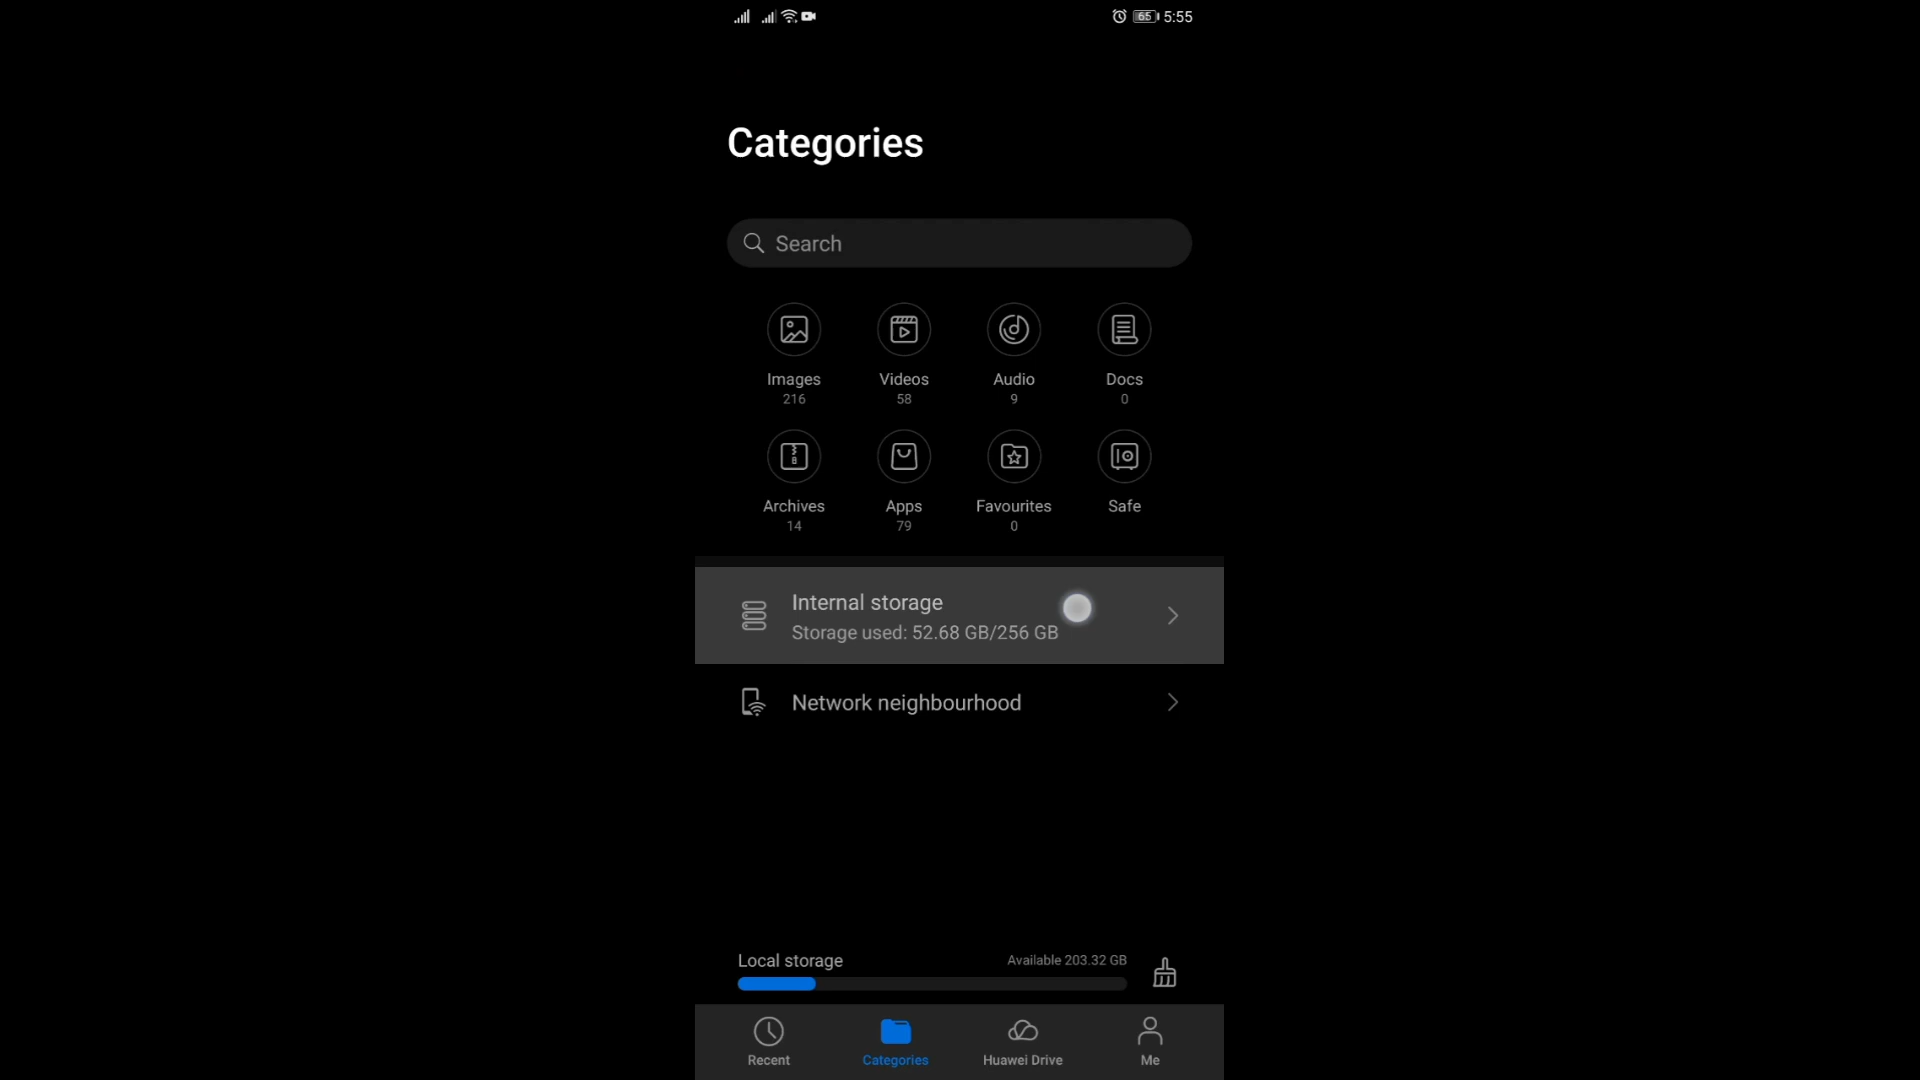 65 5:55
Categories
Search
Images Videos Audio Docs
216 58 9 0
Archives Apps Favourites Safe
14 79 0
Internal storage
Storage used: 52.68 GB/256 GB
Network neighbourhood
Local storage Available 203.32 GB
Recent Categories Huawei Drive Me